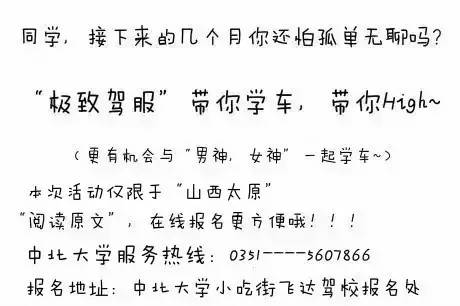 同学,接下来的几个月你还怕孤单无聊吗?
“极致驾服”带你学车,带你High~
(更有机会与“男神,女神”一起学车~)
本次活动仅限于“山西太原”
“阅读原文”,在线报名更方便哦!!!
中北大学服务热线:0351----5607866
报名地址:中北大学小吃街飞达驾校报名处